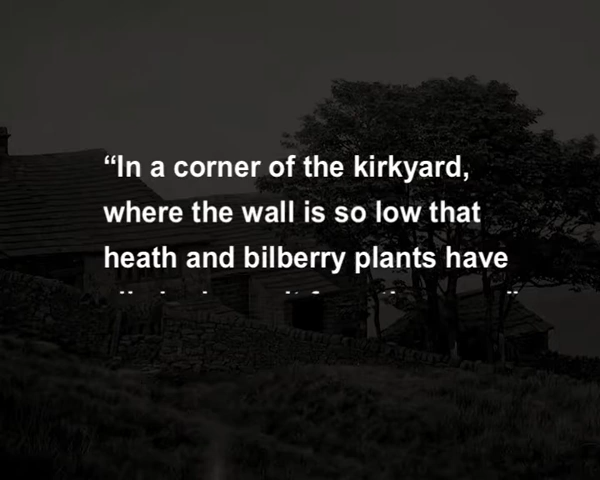 “In a corner of the kirkyard,
where the wall is so low that
heath and bilberry plants have